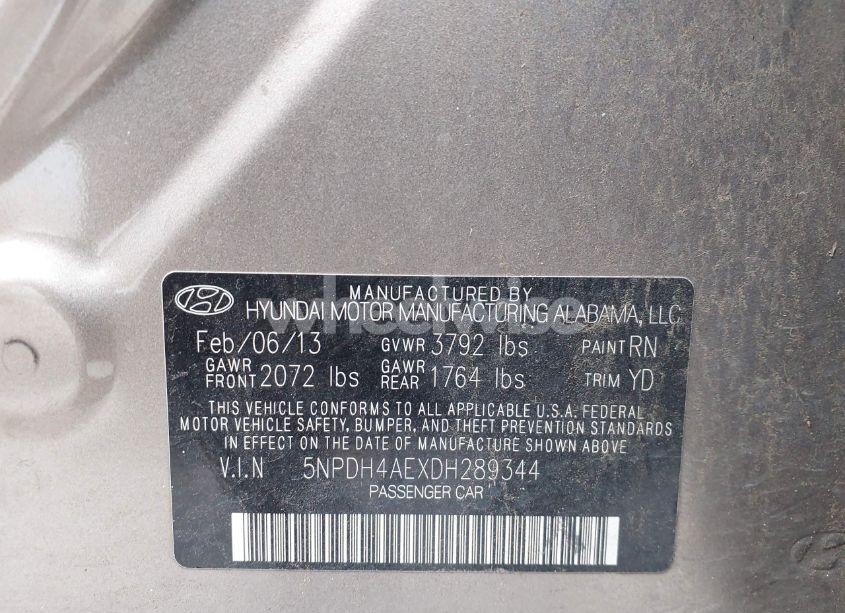 MANUFACTURED BY
HYUNDAI MOTOR MANUFACTURING ALABAMA, LLC
Feb/06/13 GVWR 3792 lbs PAINT RN
GAWR FRONT 2072 lbs GAWR REAR 1764 lbs TRIM YD
THIS VEHICLE CONFORMS TO ALL APPLICABLE U.S.A. FEDERAL
MOTOR VEHICLE SAFETY, BUMPER, AND THEFT PREVENTION STANDARDS
IN EFFECT ON THE DATE OF MANUFACTURE SHOWN ABOVE
V.I.N 5NPDH4AEXDH289344
PASSENGER CAR
wheelwise